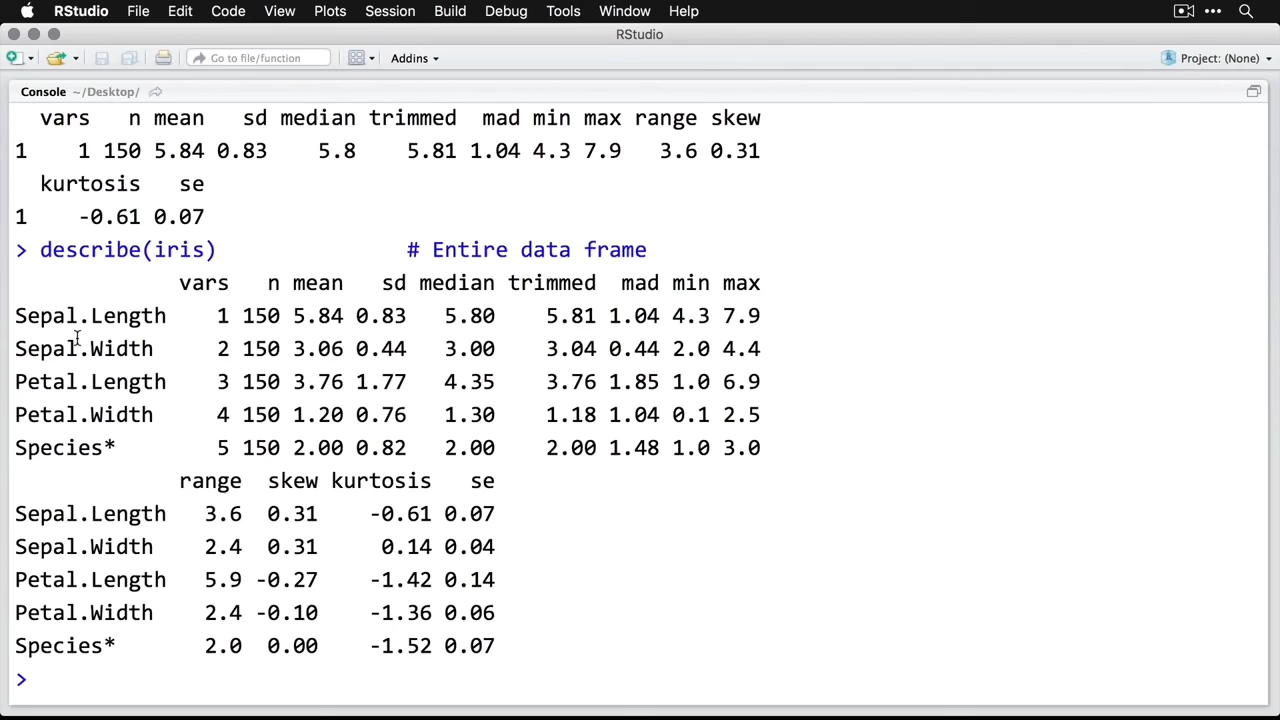 RStudio File Edit Code View Plots Session Build Debug Tools Window Help
RStudio
Go to file/function Addins Project: (None)
Console ~/Desktop/
vars n mean sd median trimmed mad min max range skew
1 1 150 5.84 0.83 5.8 5.81 1.04 4.3 7.9 3.6 0.31
kurtosis se
1 -0.61 0.07
> describe(iris) # Entire data frame
vars n mean sd median trimmed mad min max
Sepal.Length 1 150 5.84 0.83 5.80 5.81 1.04 4.3 7.9
Sepal.Width 2 150 3.06 0.44 3.00 3.04 0.44 2.0 4.4
Petal.Length 3 150 3.76 1.77 4.35 3.76 1.85 1.0 6.9
Petal.Width 4 150 1.20 0.76 1.30 1.18 1.04 0.1 2.5
Species* 5 150 2.00 0.82 2.00 2.00 1.48 1.0 3.0
range skew kurtosis se
Sepal.Length 3.6 0.31 -0.61 0.07
Sepal.Width 2.4 0.31 0.14 0.04
Petal.Length 5.9 -0.27 -1.42 0.14
Petal.Width 2.4 -0.10 -1.36 0.06
Species* 2.0 0.00 -1.52 0.07
>